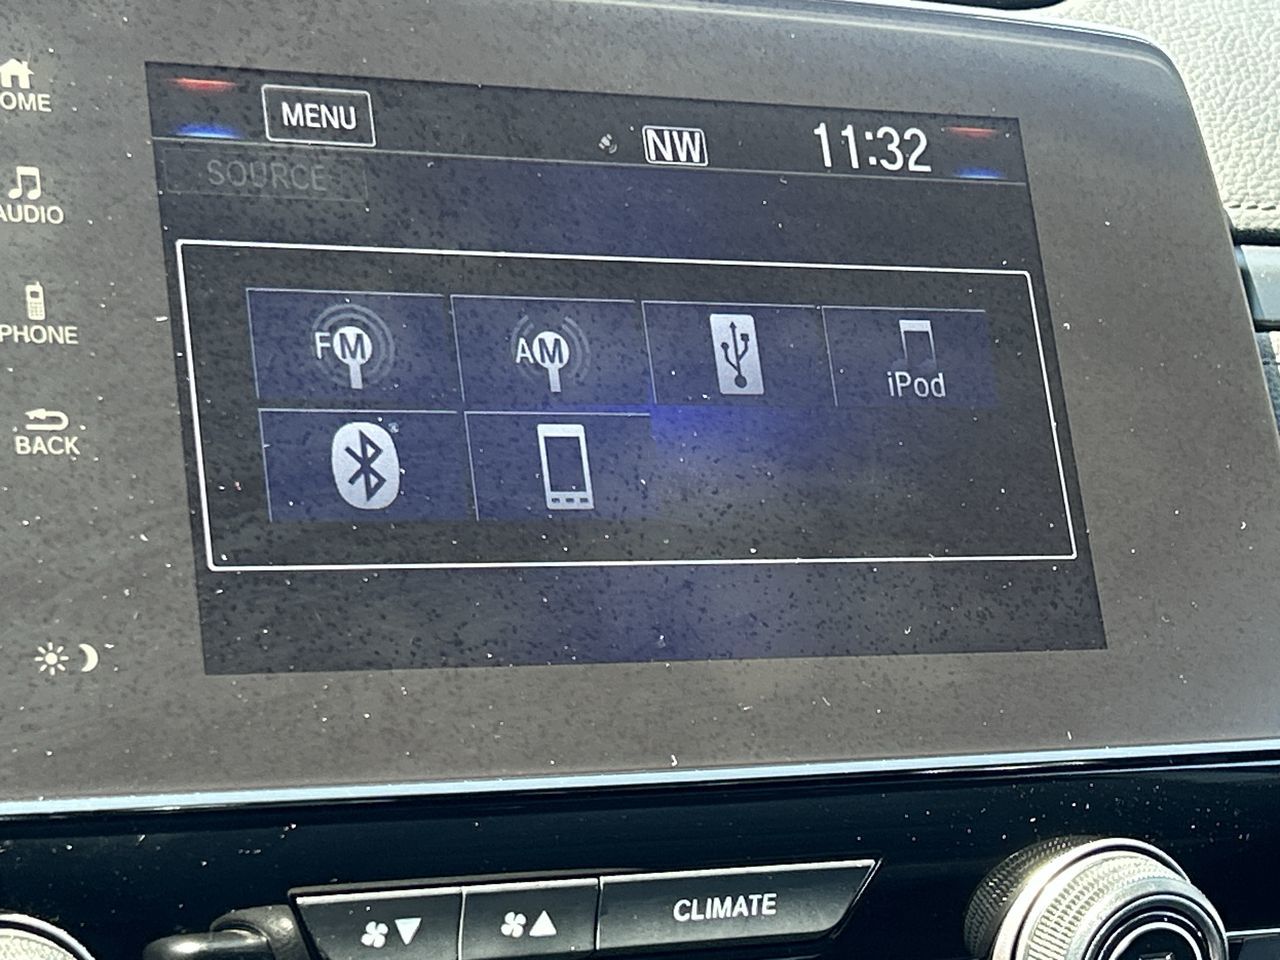 HOME
MENU
NW
11:32
SOURCE
AUDIO
PHONE
BACK
FM
AM
iPod
CLIMATE